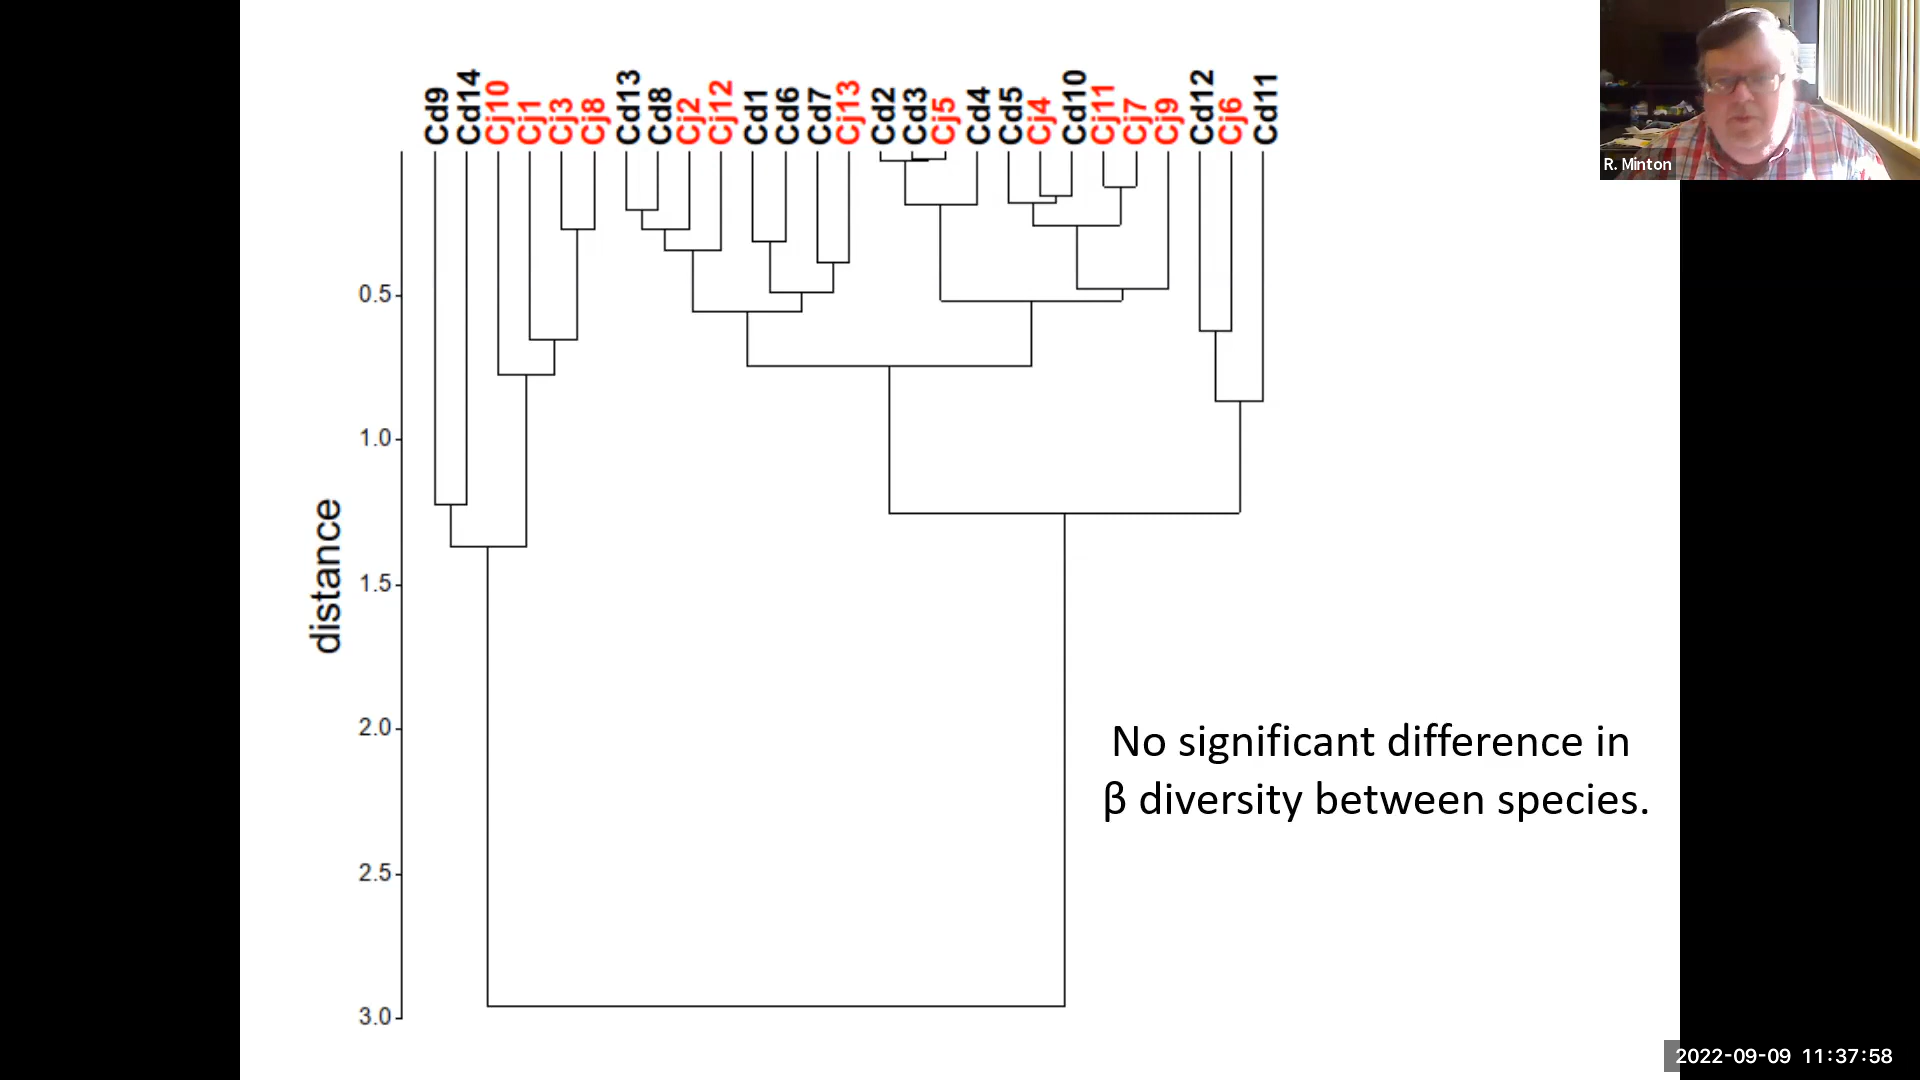 Cd9
Cd14
Cj10
Cj1
Cj3
Cj8
Cd13
Cd8
Cj2
Cj12
Cd1
Cd6
Cd7
Cj13
Cd2
Cd3
Cj5
Cd4
Cd5
Cj4
Cd10
Cj11
Cj7
Cj9
Cd12
Cj6
Cd11
R. Minton
distance
0.5
1.0
1.5
2.0
2.5
3.0
No significant difference in
β diversity between species.
2022-09-09 11:37:58